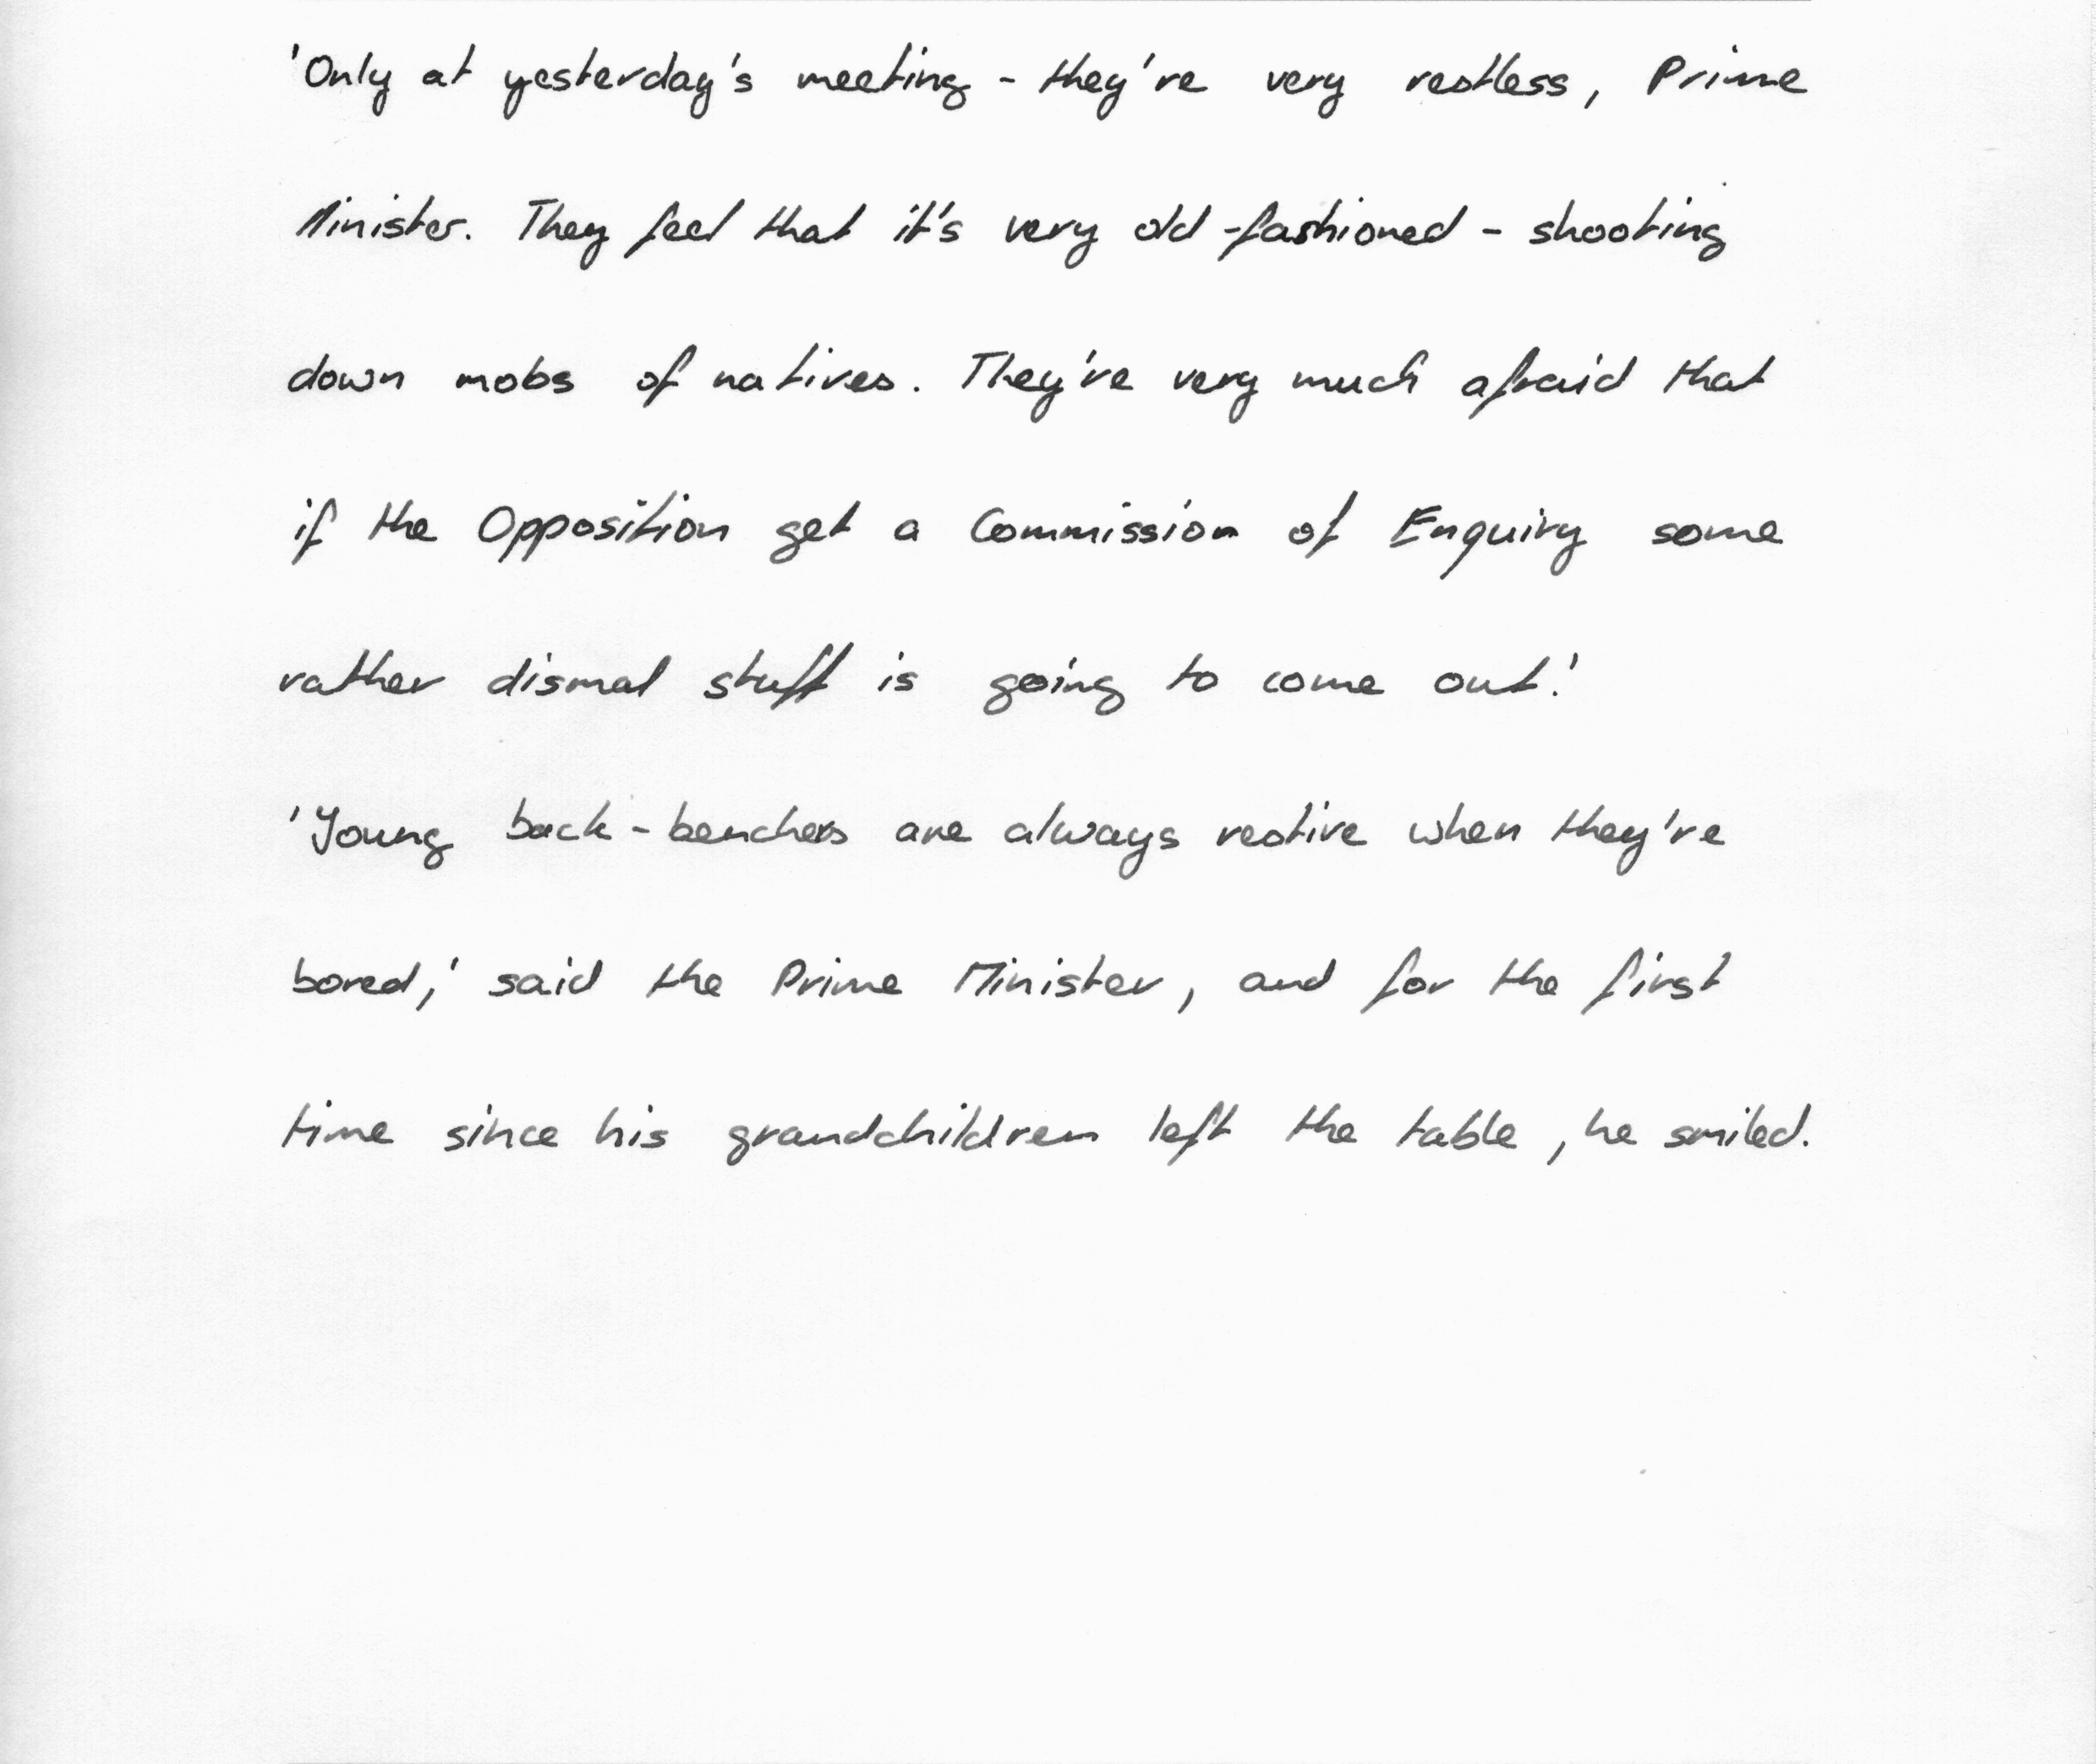 'Only at yesterday's meeting - they're very restless, Prime
Minister. They feel that it's very old-fashioned - shooting
down mobs of natives. They're very much afraid that
if the Opposition get a Commission of Enquiry some
rather dismal stuff is going to come out.'
'Young back-benchers are always restive when they're
bored,' said the Prime Minister, and for the first
time since his grandchildren left the table, he smiled.